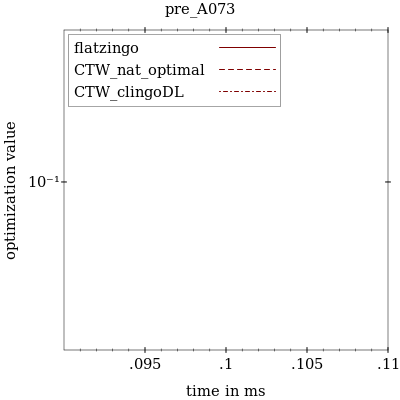 pre_A073
flatzingo
CTW_nat_optimal
CTW_clingoDL
optimization value
10⁻¹
.095
.1
.105
.11
time in ms